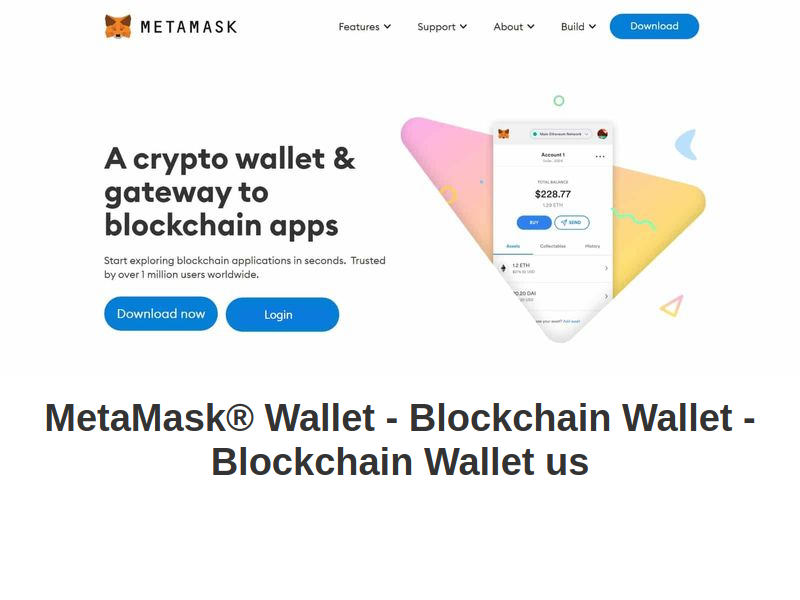 METAMASK
Features
Support
About
Build
Download
A crypto wallet &
gateway to
blockchain apps
Start exploring blockchain applications in seconds. Trusted
by over 1 million users worldwide.
Download now
Login
Main Ethereum Network
Account 1
TOTAL BALANCE
$228.77
1.29 ETH
BUY
SEND
Assets
Collectables
History
1.2 ETH
20 DAI
MetaMask® Wallet - Blockchain Wallet -
Blockchain Wallet us